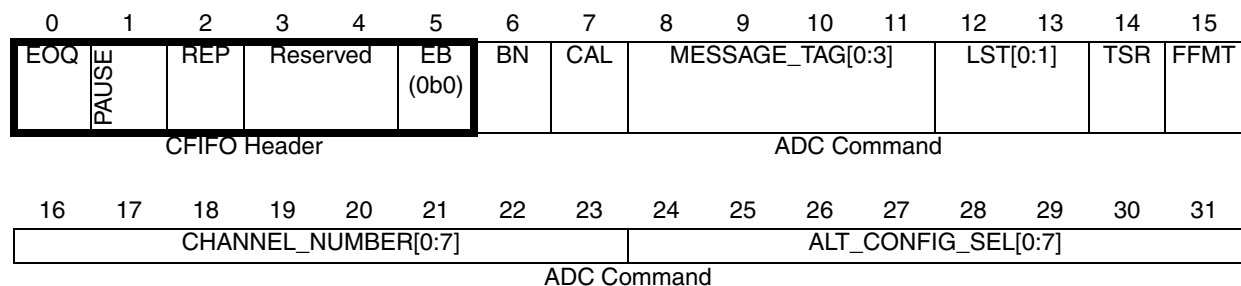 0 1 2 3 4 5 6 7 8 9 10 11 12 13 14 15
EOQ PAUSE REP Reserved EB (0b0) BN CAL MESSAGE_TAG[0:3] LST[0:1] TSR FFMT
CFIFO Header ADC Command
16 17 18 19 20 21 22 23 24 25 26 27 28 29 30 31
CHANNEL_NUMBER[0:7] ALT_CONFIG_SEL[0:7]
ADC Command